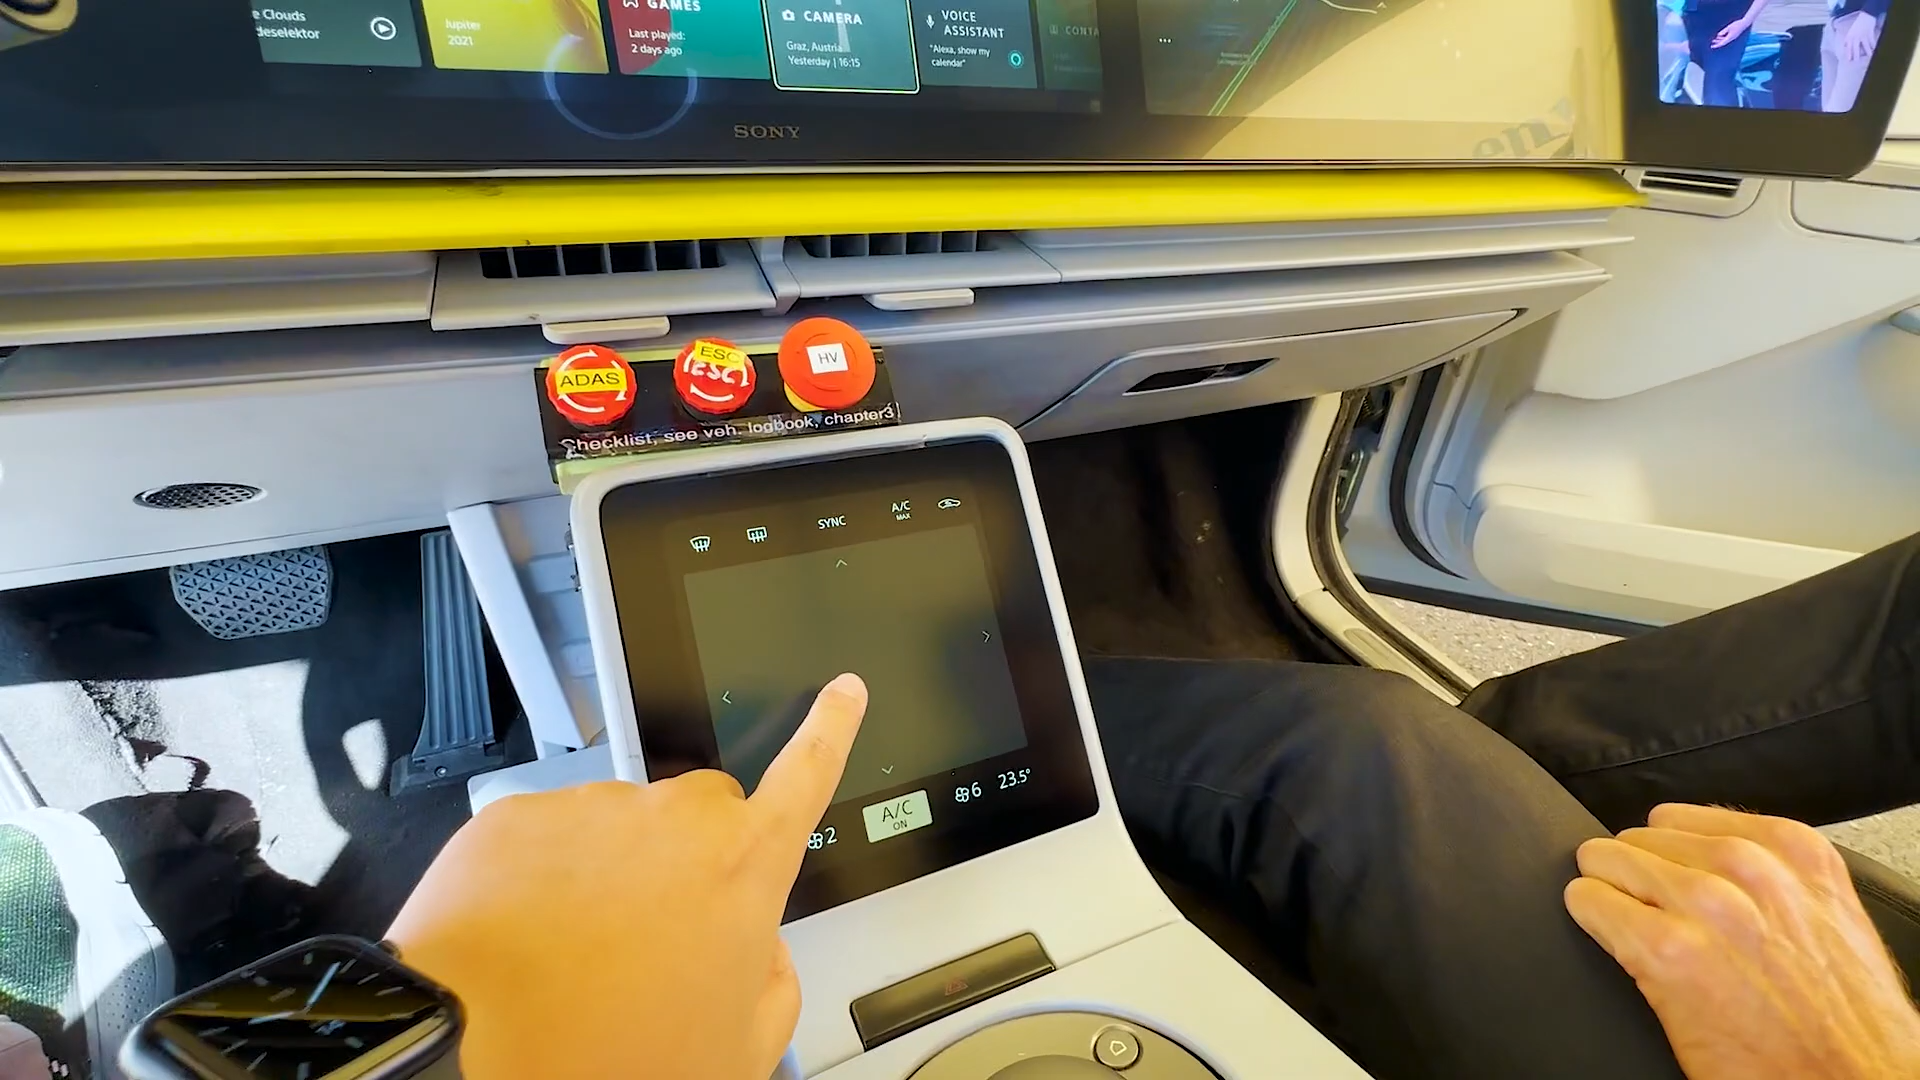 e Clouds
deselektor
Jupiter
2021
GAMES
Last played:
2 days ago
CAMERA
Graz, Austria
Yesterday | 16:15
VOICE
ASSISTANT
"Alexa, show my
calendar"
CONTA
SONY
ADAS
ESC
ESC
HV
Checklist, see veh. logbook, chapter3
SYNC
A/C
MAX
2
A/C
ON
6
23.5°